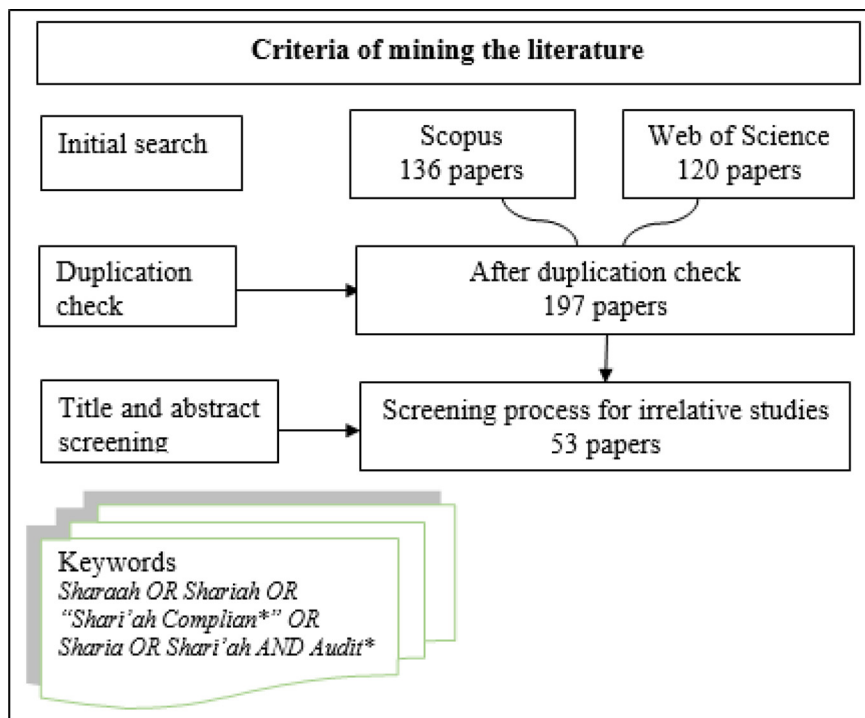 Criteria of mining the literature
Initial search
Scopus
136 papers
Web of Science
120 papers
Duplication
check
After duplication check
197 papers
Title and abstract
screening
Screening process for irrelative studies
53 papers
Keywords
Sharaah OR Shariah OR
“Shari’ah Complian*” OR
Sharia OR Shari’ah AND Audit*